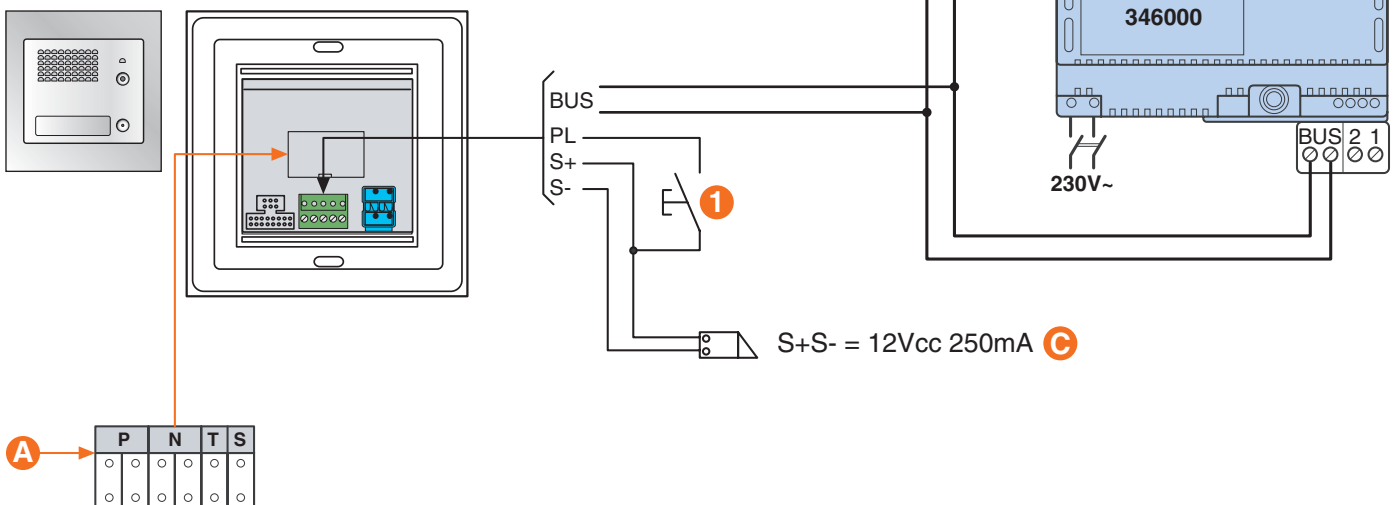 346000
BUS
PL
S+
S-
1
230V~
BUS 2 1
S+S- = 12Vcc 250mA C
A
P N T S